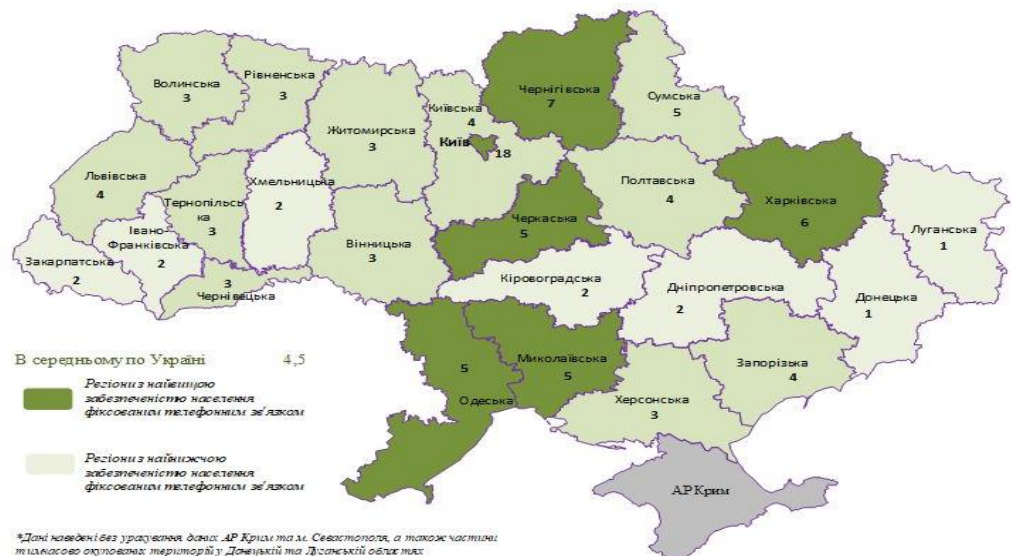 Волинська
3
Рівненська
3
Житомирська
3
Київська
4
Київ
18
Чернігівська
7
Сумська
5
Львівська
4
Тернопільсь
ка
3
Хмельницька
2
Вінницька
3
Черкаська
5
Полтавська
4
Харківська
6
Луганська
1
Закарпатська
2
Івано-
Франківська
2
3
Чернівецька
Кіровоградська
2
Дніпропетровська
2
Донецька
1
5
Одеська
Миколаївська
5
Запорізька
4
Херсонська
3
АР Крим
В середньому по Україні 4,5
Регіони з найвищою
забезпеченістю населення
фіксованим телефонним зв'язком
Регіони з найнижчою
забезпеченістю населення
фіксованим телефонним зв'язком
*Дані наведені без урахування даних АР Крим та м. Севастополя, а також частини
тимчасово окупованих територій у Донецькій та Луганській областях